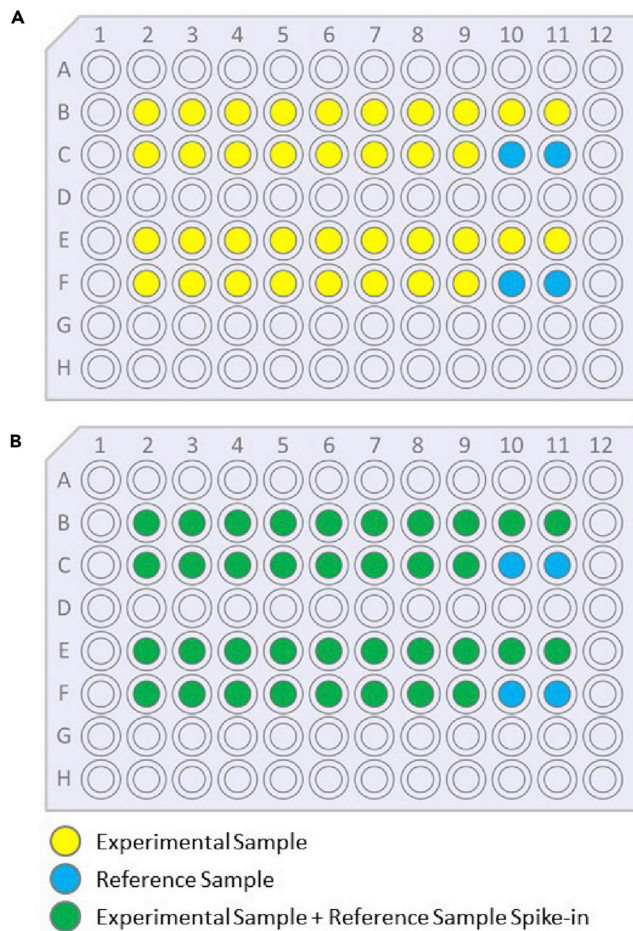 A
1 2 3 4 5 6 7 8 9 10 11 12
A
B
C
D
E
F
G
H
B
1 2 3 4 5 6 7 8 9 10 11 12
A
B
C
D
E
F
G
H
Experimental Sample
Reference Sample
Experimental Sample + Reference Sample Spike-in